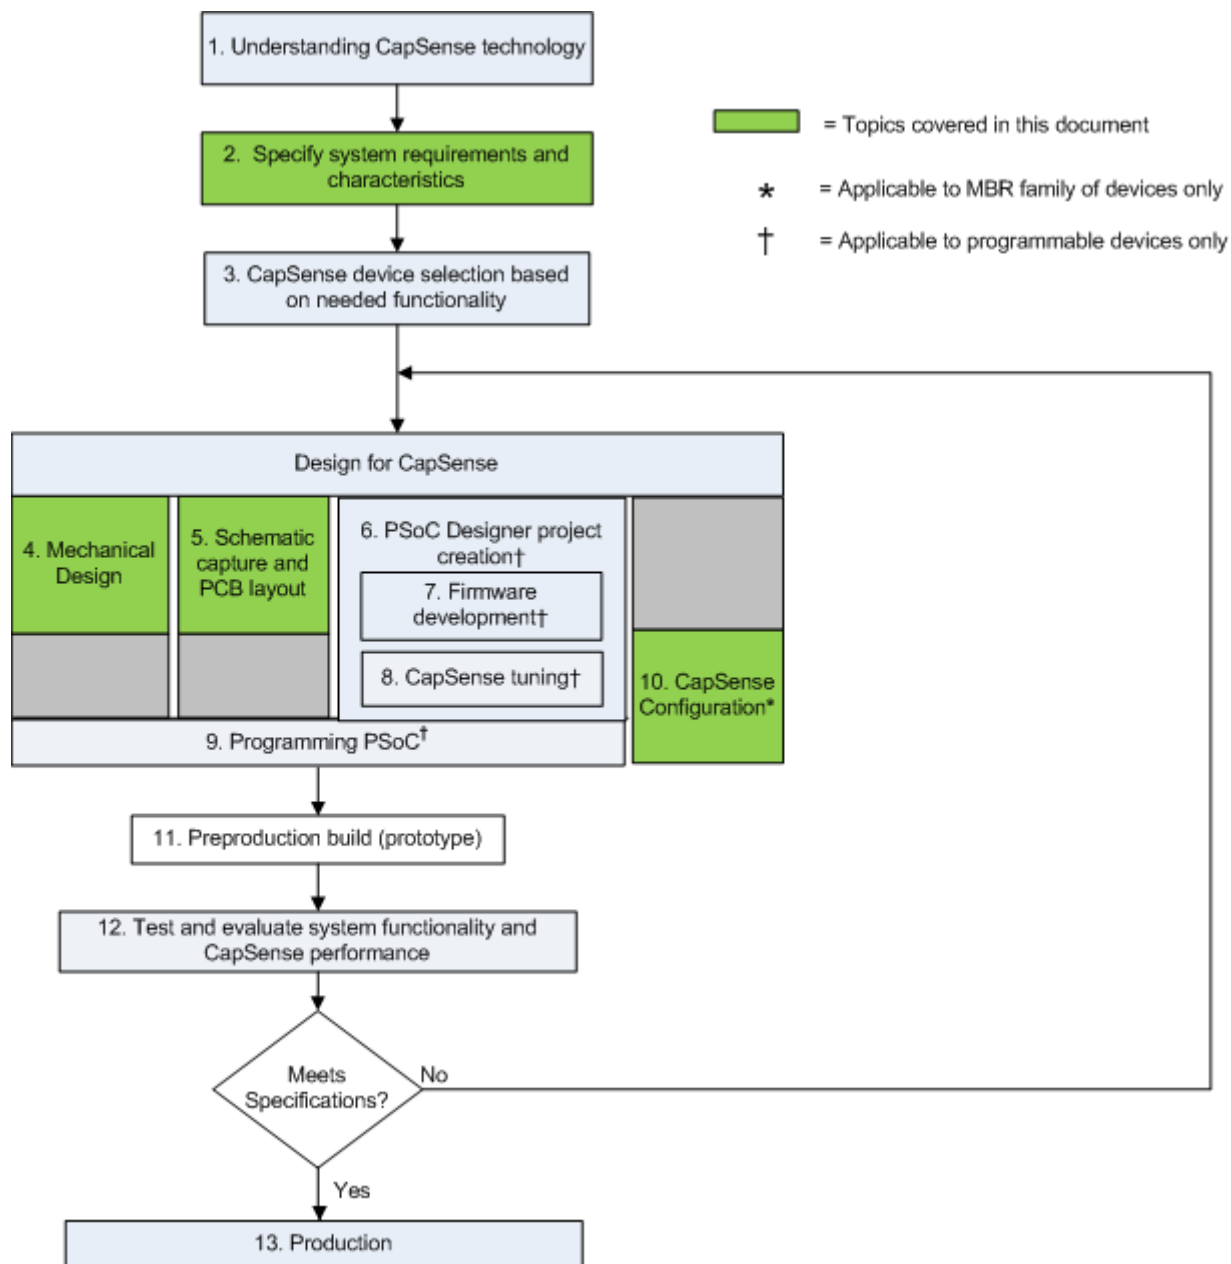 1. Understanding CapSense technology
= Topics covered in this document
2.  Specify system requirements and
characteristics
* = Applicable to MBR family of devices only
† = Applicable to programmable devices only
3. CapSense device selection based
on needed functionality
Design for CapSense
4. Mechanical
Design
5. Schematic
capture and
PCB layout
6. PSoC Designer project
creation†
7. Firmware
development†
8. CapSense tuning†
10. CapSense
Configuration*
9. Programming PSoC†
11. Preproduction build (prototype)
12. Test and evaluate system functionality and
CapSense performance
Meets
Specifications?
No
Yes
13. Production